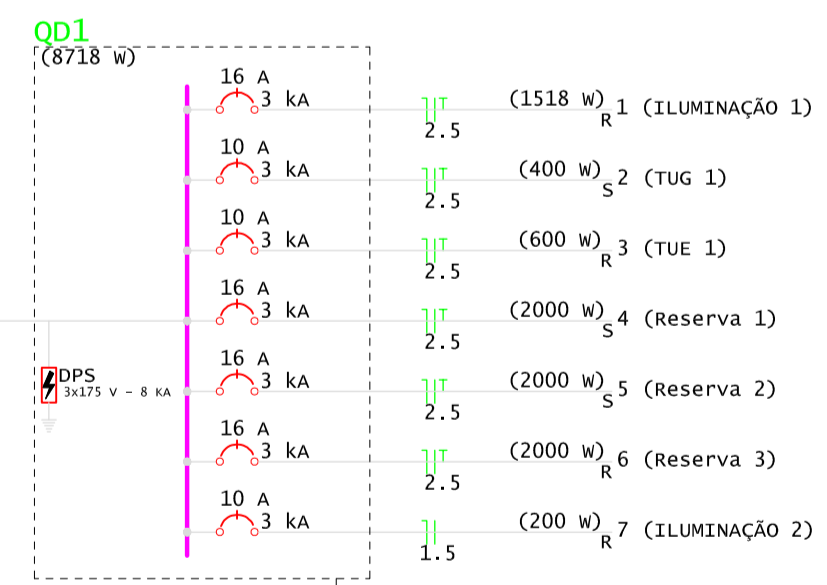 QD1
(8718 W)
16 A
3 kA
T
2.5
(1518 W)
R
1 (ILUMINAÇÃO 1)
10 A
3 kA
T
2.5
(400 W)
S
2 (TUG 1)
10 A
3 kA
T
2.5
(600 W)
R
3 (TUE 1)
16 A
3 kA
T
2.5
(2000 W)
S
4 (Reserva 1)
DPS
3x175 V - 8 KA
16 A
3 kA
T
2.5
(2000 W)
S
5 (Reserva 2)
16 A
3 kA
T
2.5
(2000 W)
R
6 (Reserva 3)
10 A
3 kA
1.5
(200 W)
R
7 (ILUMINAÇÃO 2)